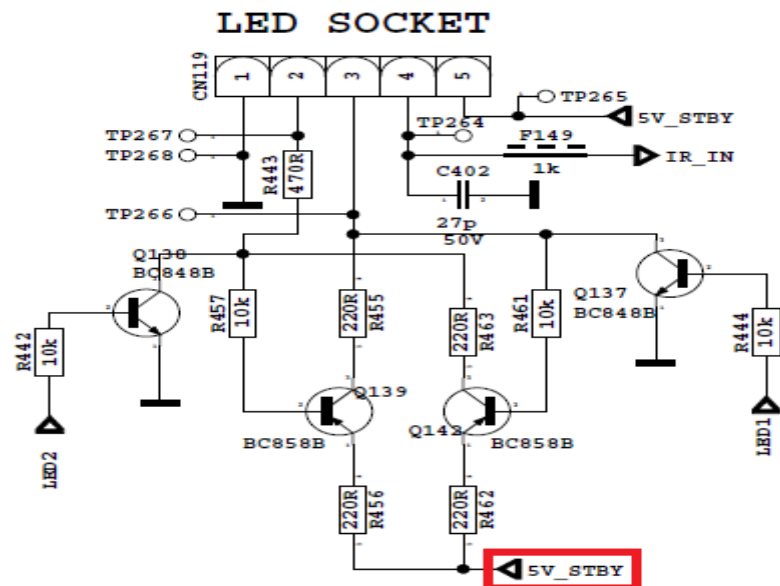 LED SOCKET
CN119
1
2
3
4
5
TP265
5V_STBY
TP267
TP264
F149
TP268
IR_IN
1k
R443
470R
C402
TP266
27p
50V
Q138
BC848B
Q137
BC848B
R442
10k
R457
10k
220R
R455
220R
R463
R461
10k
R444
10k
Q139
Q142
BC858B
BC858B
LED2
LED1
220R
R456
220R
R462
5V_STBY